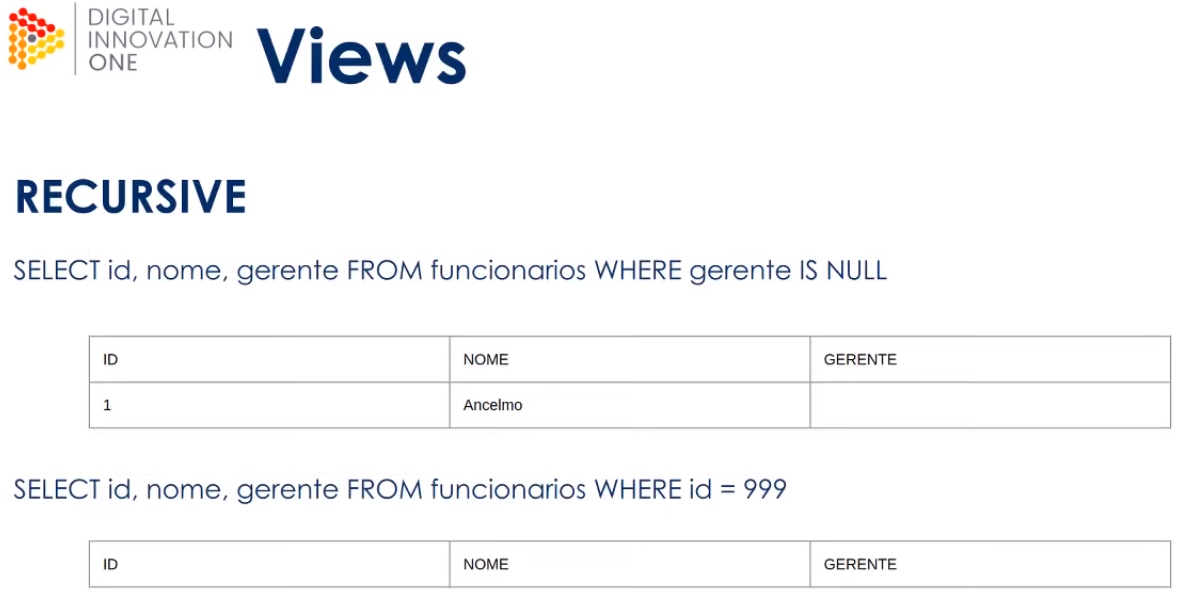 DIGITAL
INNOVATION
ONE
Views
RECURSIVE
SELECT id, nome, gerente FROM funcionarios WHERE gerente IS NULL
ID NOME GERENTE
1 Ancelmo
SELECT id, nome, gerente FROM funcionarios WHERE id = 999
ID NOME GERENTE